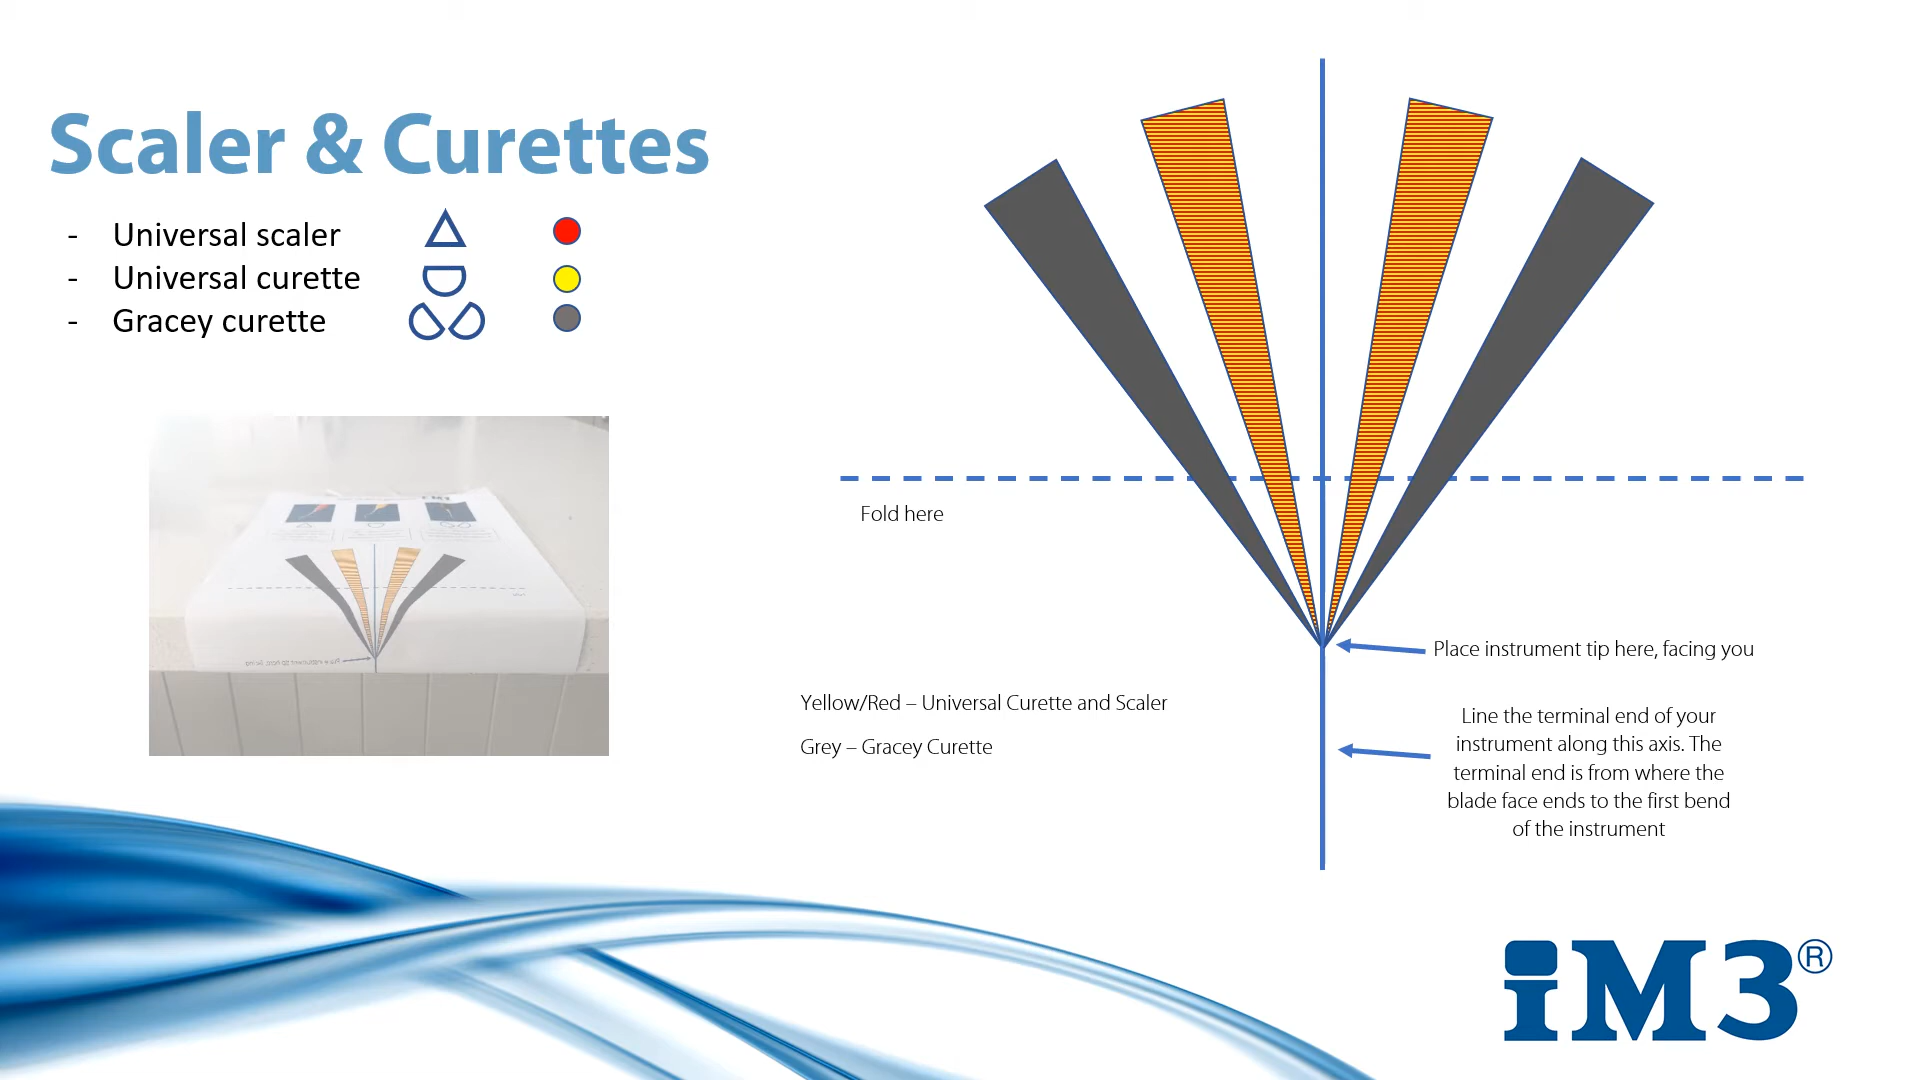 Scaler & Curettes
- Universal scaler
- Universal curette
- Gracey curette
Fold here
Place instrument tip here, facing you
Yellow/Red – Universal Curette and Scaler
Grey – Gracey Curette
Line the terminal end of your
instrument along this axis. The
terminal end is from where the
blade face ends to the first bend
of the instrument
iM3®